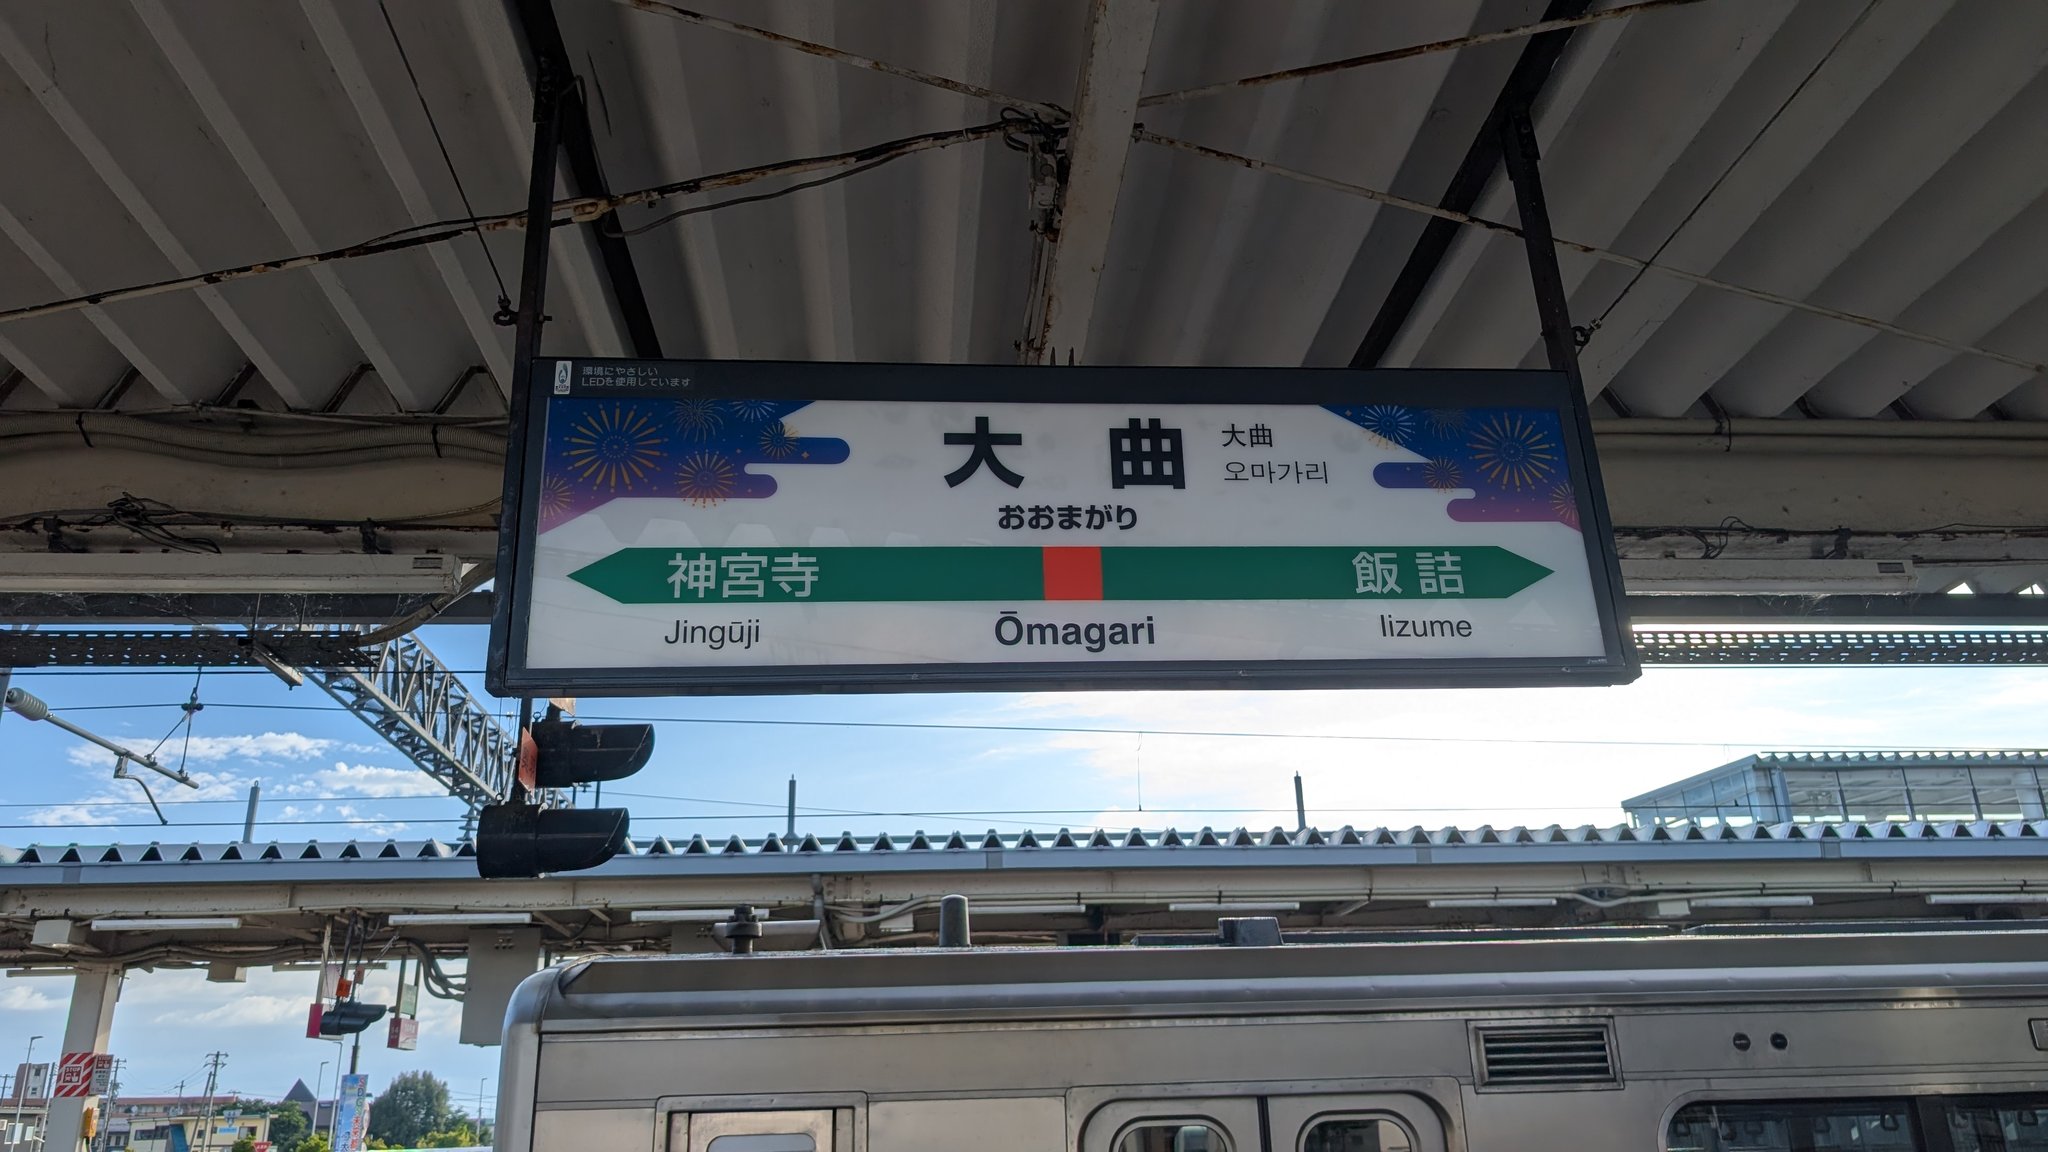 環境にやさしい
LEDを使用しています
大曲
大曲
오마가리
おおまがり
神宮寺
飯詰
Jingūji
Ōmagari
Iizume
STOP